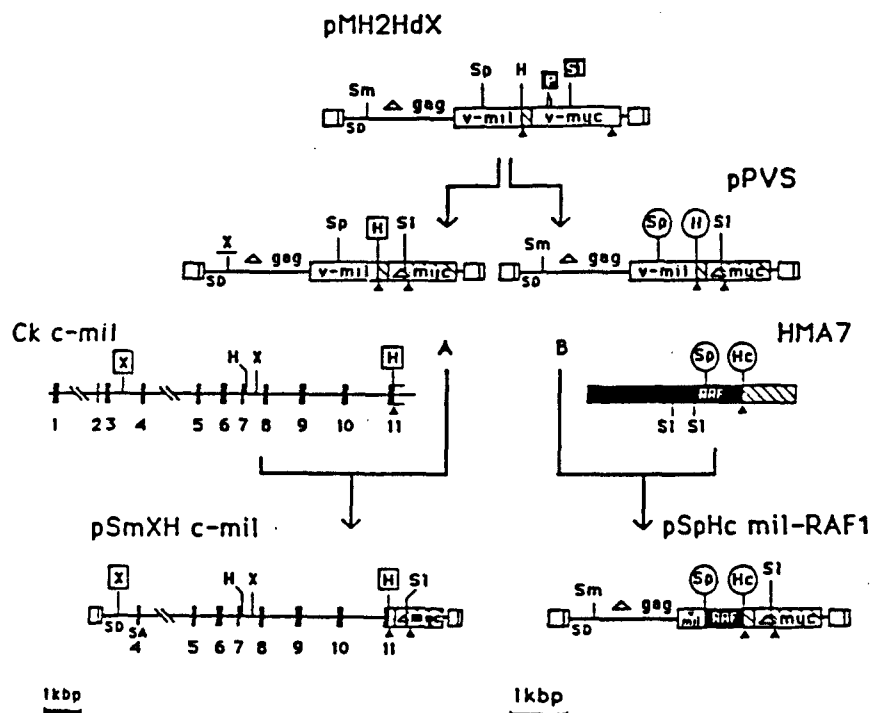 pMH2HdX
Sp H P Sl
Sm Δ gag
SD v-mil v-myc
pPVS
Sp H Sl Sp H Sl
X Δ gag Sm Δ gag
v-mil Δ myc v-mil Δ myc
SD SD
Ck c-mil A B HMA7
X H X H Sp Hc
RAF
1 2 3 4 5 6 7 8 9 10 11 Sl Sl
pSmXH c-mil pSpHc mil-RAF1
X H X H Sl Sp Hc Sl
Sm Δ gag
SD SA Δ myc SD v mil RAF Δ myc
4 5 6 7 8 9 10 11
1kbp 1kbp